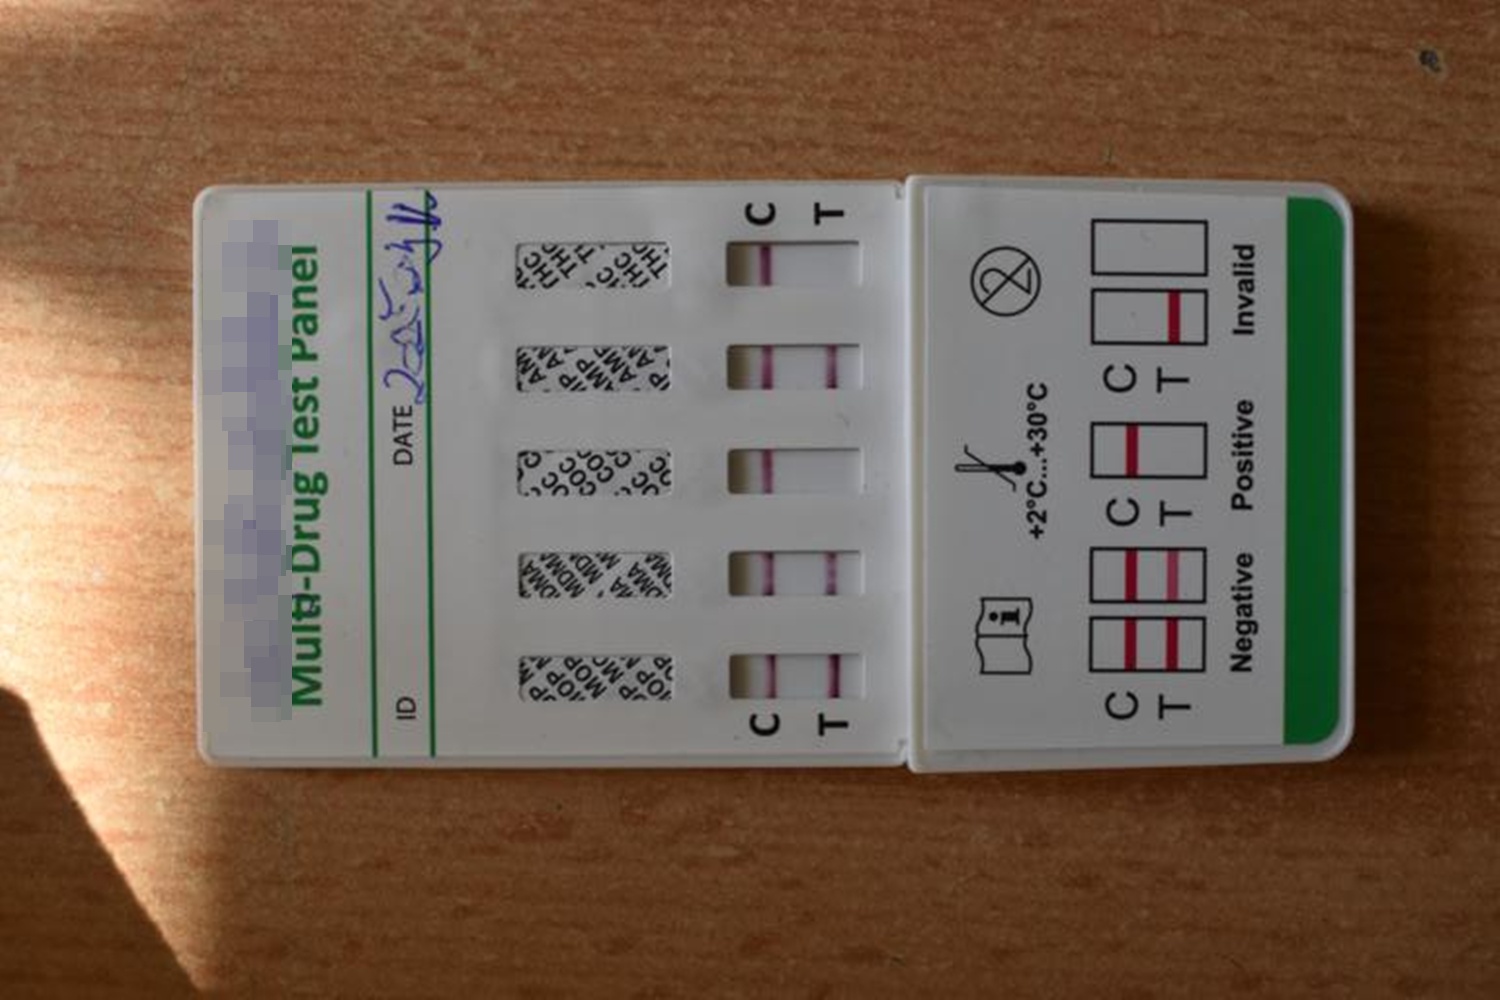 Multi-Drug Test Panel
ID DATE
C T
THC
AMP
COC
MDMA
MOP
C T
+2°C...+30°C
C T
C T
C T
Negative Positive Invalid